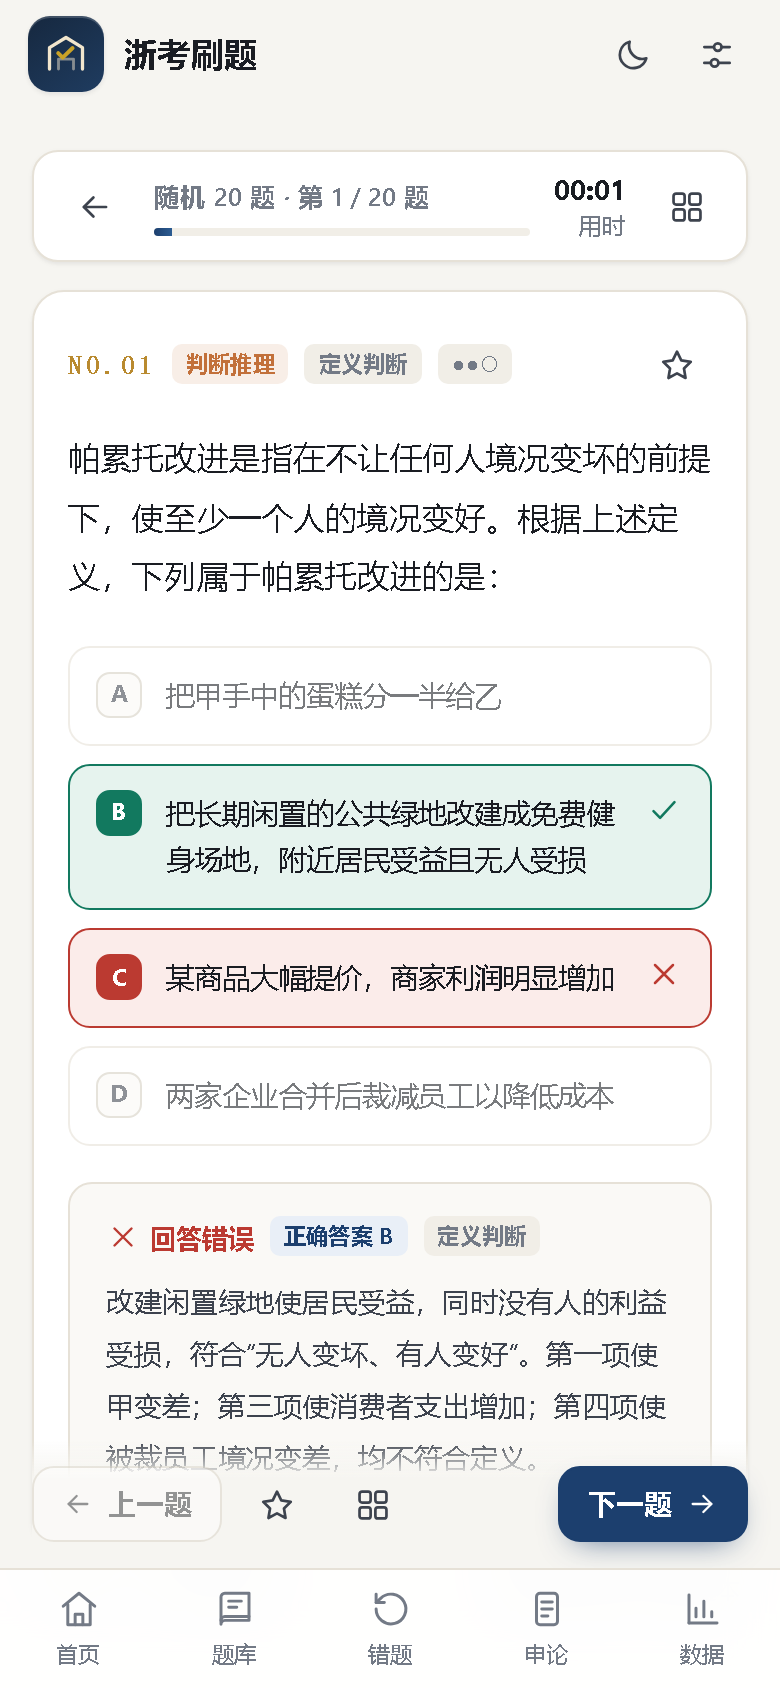 浙考刷题
随机 20 题 · 第 1 / 20 题
00:01
用时
NO.01 判断推理 定义判断
帕累托改进是指在不让任何人境况变坏的前提
下，使至少一个人的境况变好。根据上述定
义，下列属于帕累托改进的是：
A 把甲手中的蛋糕分一半给乙
B 把长期闲置的公共绿地改建成免费健
身场地，附近居民受益且无人受损
C 某商品大幅提价，商家利润明显增加
D 两家企业合并后裁减员工以降低成本
回答错误 正确答案 B 定义判断
改建闲置绿地使居民受益，同时没有人的利益
受损，符合“无人变坏、有人变好”。第一项使
甲变差；第三项使消费者支出增加；第四项使
被裁员工境况变差，均不符合定义。
上一题 下一题
首页 题库 错题 申论 数据